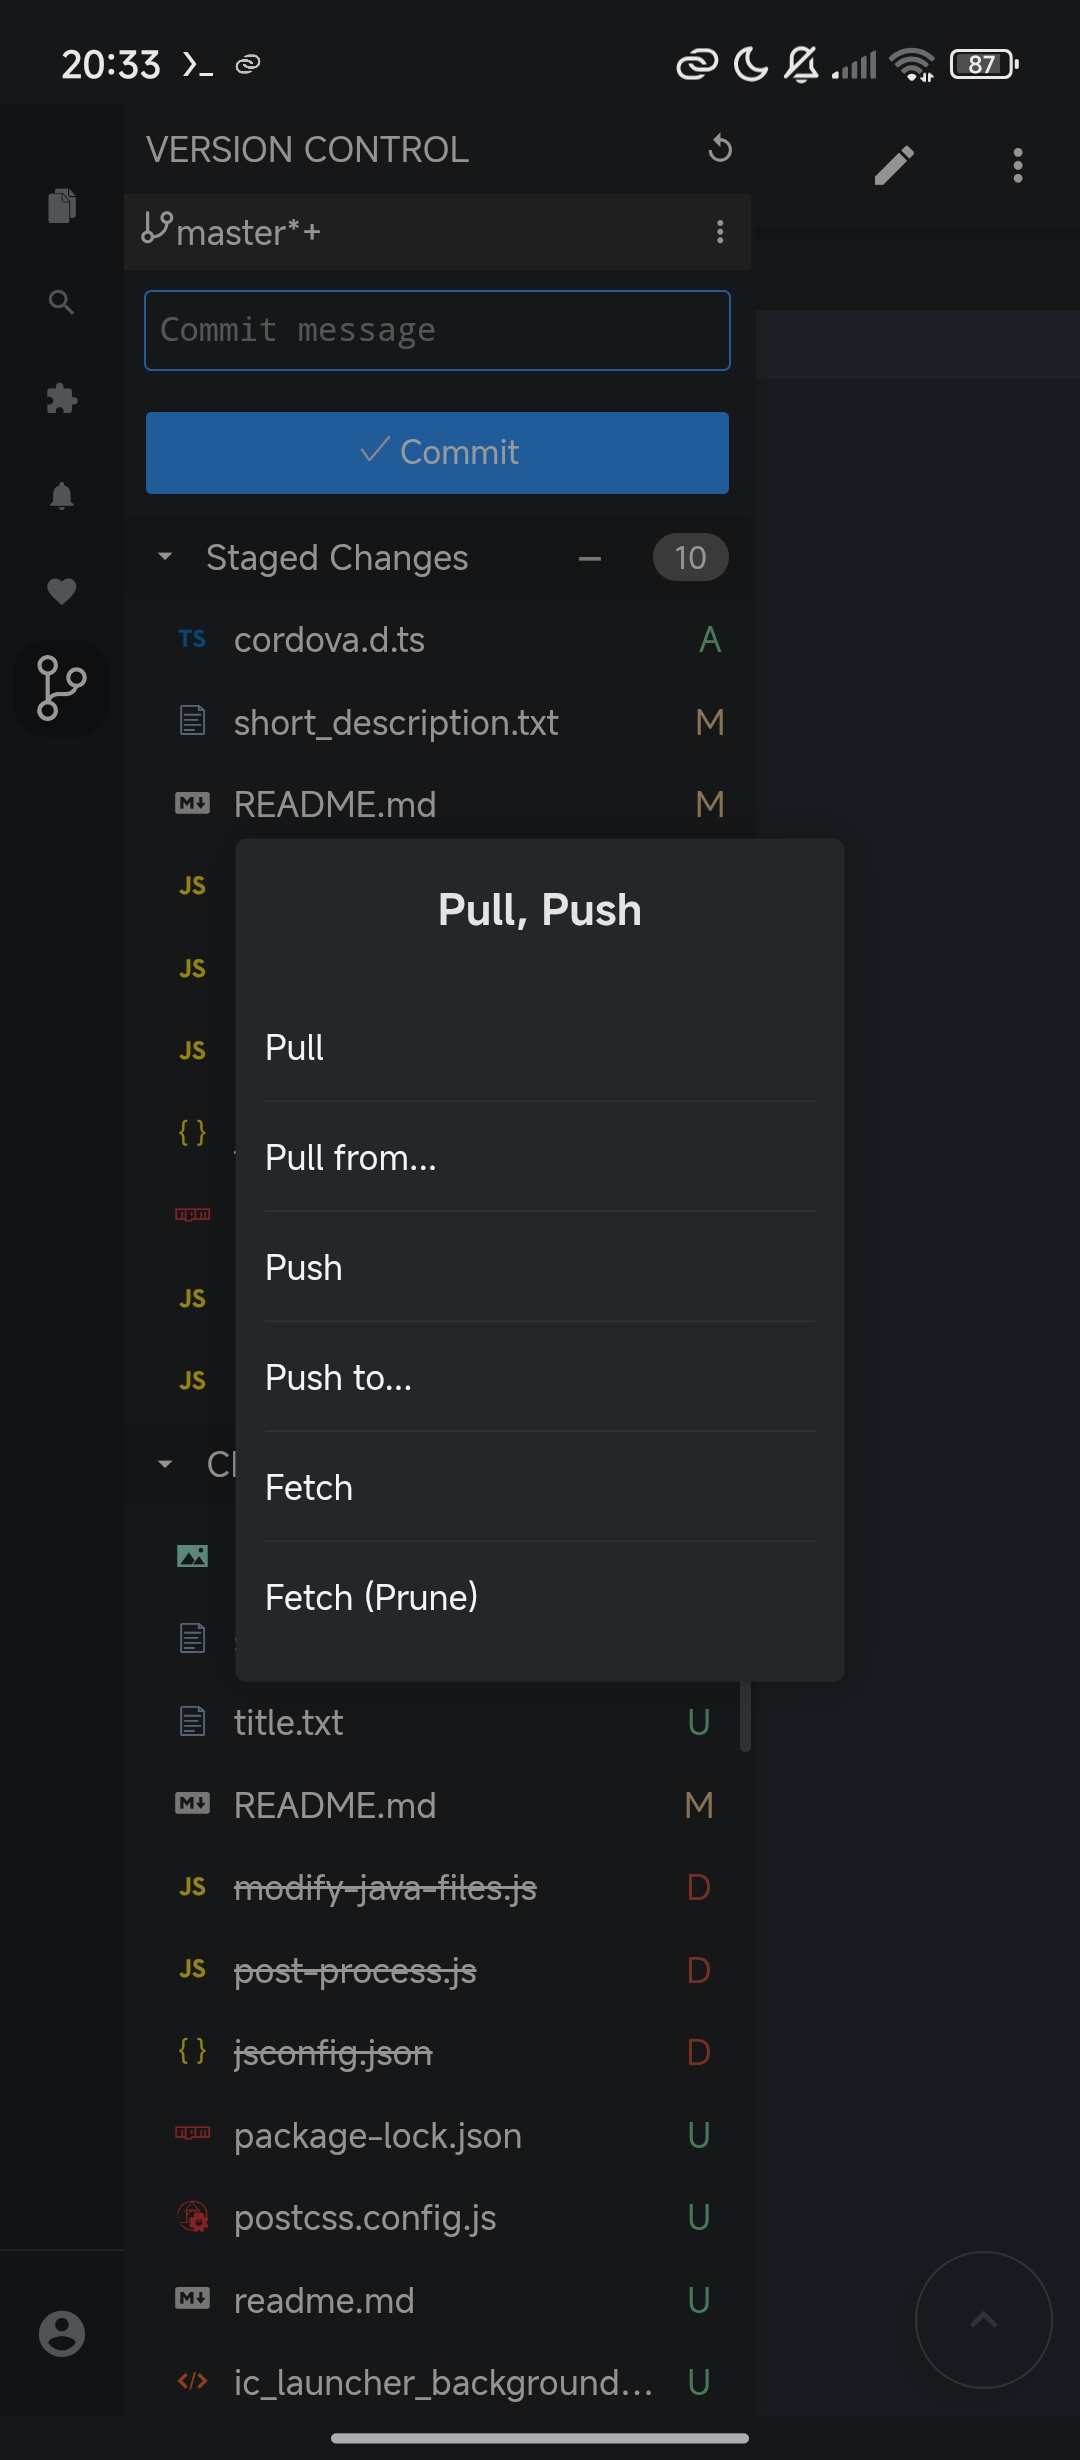 20:33
87
VERSION CONTROL
master*+
Commit message
Commit
Staged Changes
10
TS cordova.d.ts A
short_description.txt M
M README.md M
JS
Pull, Push
JS
Pull
JS
Pull from...
{ }
npm
Push
JS
Push to...
JS
Fetch
Fetch (Prune)
title.txt U
M README.md M
JS modify-java-files.js D
JS post-process.js D
{ } jsconfig.json D
npm package-lock.json U
postcss.config.js U
M readme.md U
</> ic_launcher_background... U